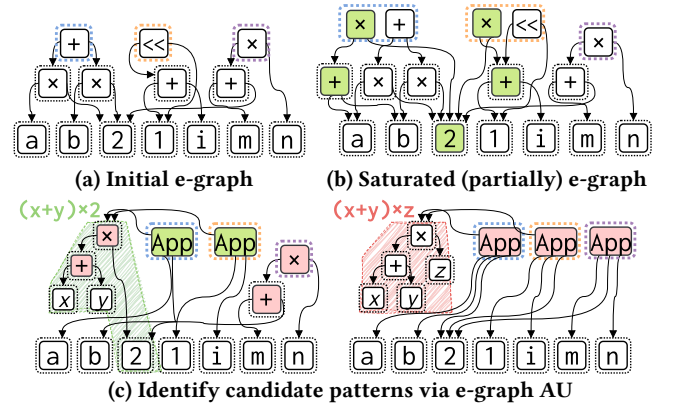 + << ×
× × + +
a b 2 1 i m n
(a) Initial e-graph
× + × << ×
+ × × + +
a b 2 1 i m n
(b) Saturated (partially) e-graph
(x+y)×2
× App App
+ ×
x y +
a b 2 1 i m n
(x+y)×z
× App App App
+ z
x y
a b 2 1 i m n
(c) Identify candidate patterns via e-graph AU